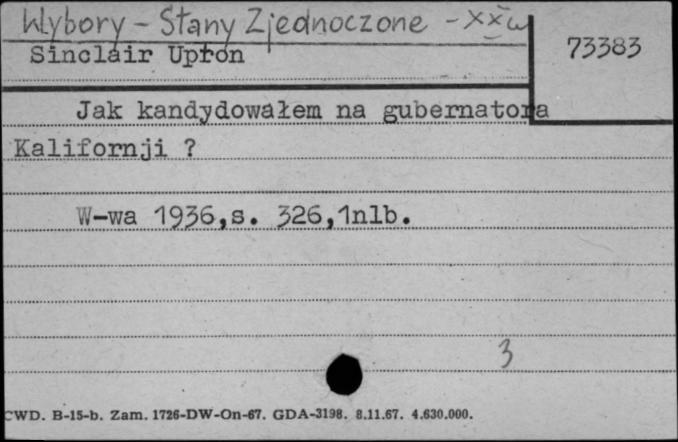 Wybory - Stany Zjednoczone - XX w
73383
Sinclair Upton
Jak kandydowałem na gubernatora
Kalifornji ?
W-wa 1936,s. 326,1nlb.
3
CWD. B-15-b. Zam. 1726-DW-On-67. GDA-3198. 8.11.67. 4.630.000.